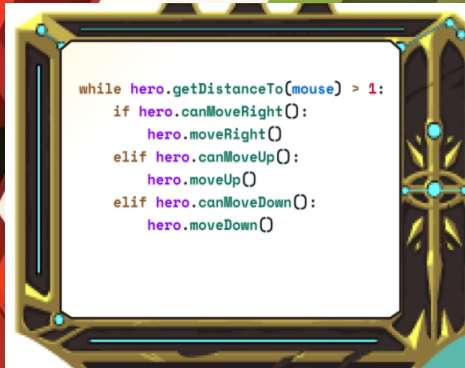 while hero.getDistanceTo(mouse) > 1:
    if hero.canMoveRight():
        hero.moveRight()
    elif hero.canMoveUp():
        hero.moveUp()
    elif hero.canMoveDown():
        hero.moveDown()